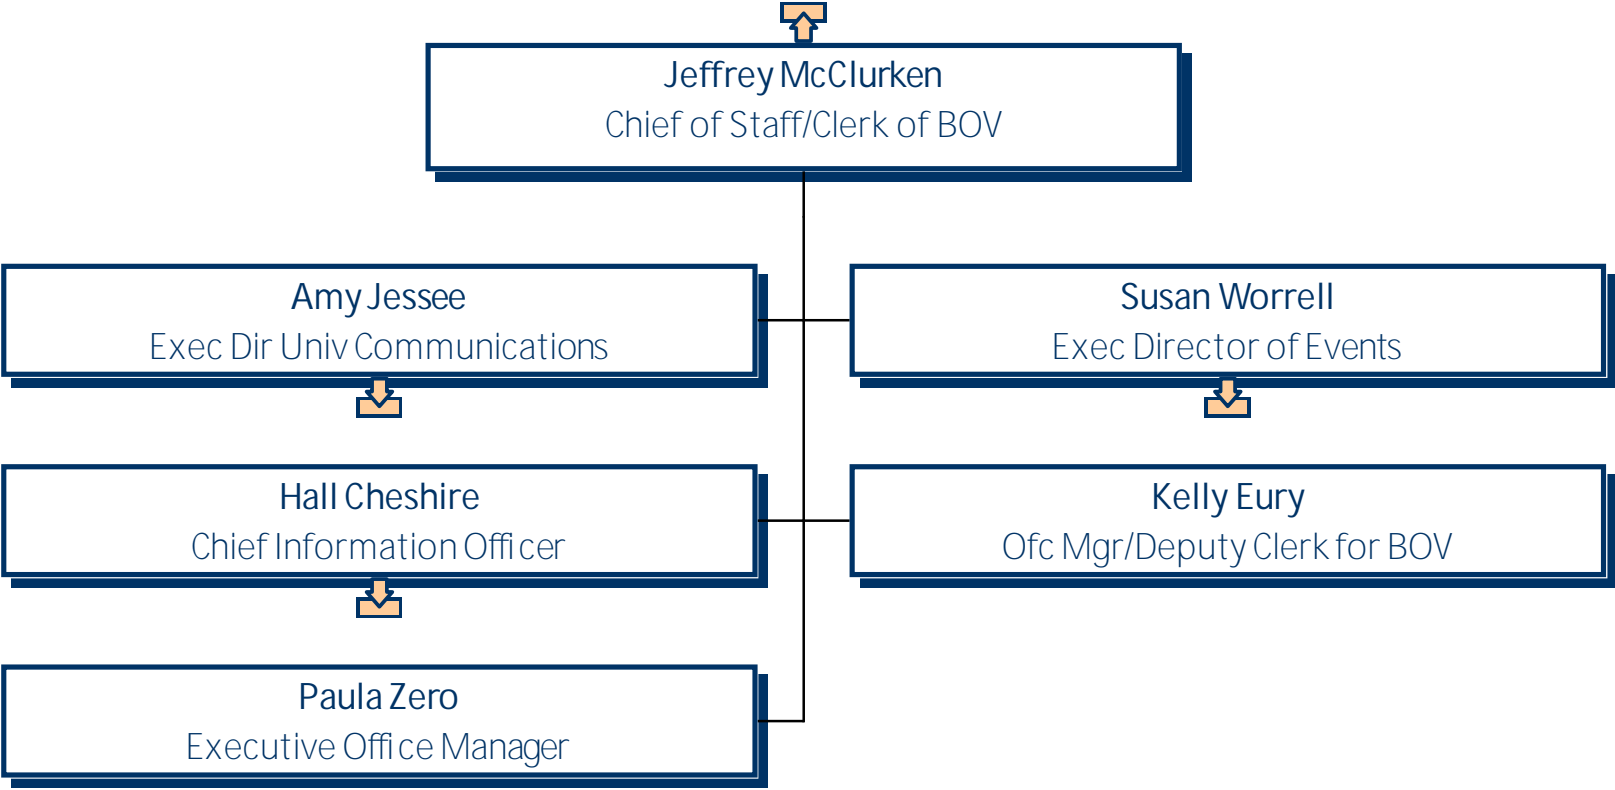 Jeffrey McClurken
Chief of Staff/Clerk of BOV
Amy Jessee
Exec Dir Univ Communications
Susan Worrell
Exec Director of Events
Hall Cheshire
Chief Information Officer
Kelly Eury
Ofc Mgr/Deputy Clerk for BOV
Paula Zero
Executive Office Manager